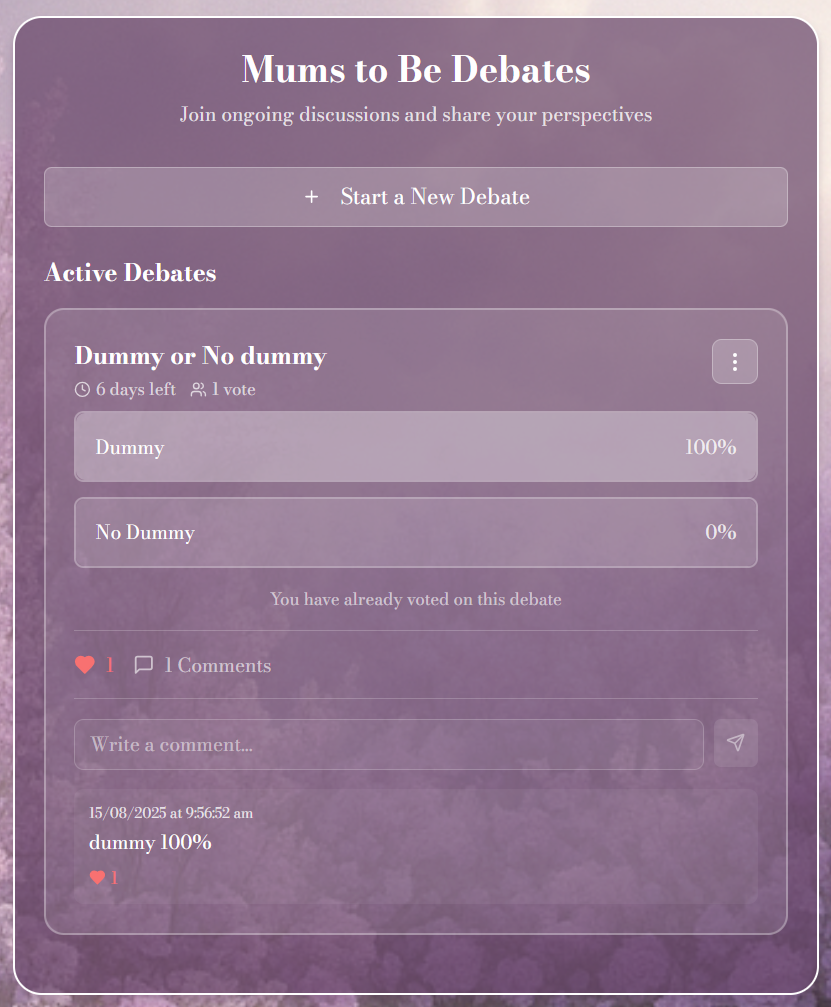 Mums to Be Debates
Join ongoing discussions and share your perspectives
+ Start a New Debate
Active Debates
Dummy or No dummy
6 days left 1 vote
Dummy 100%
No Dummy 0%
You have already voted on this debate
1 1 Comments
Write a comment...
15/08/2025 at 9:56:52 am
dummy 100%
1